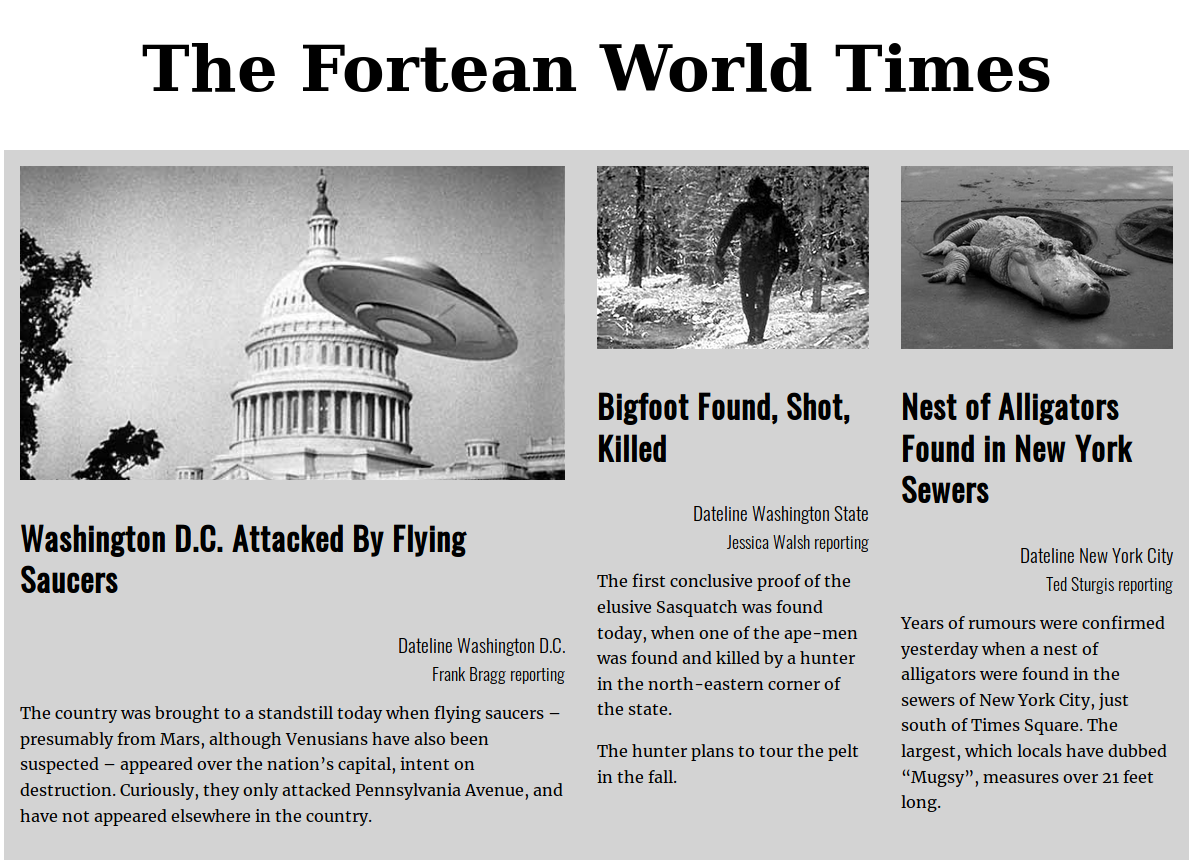 The Fortean World Times
Washington D.C. Attacked By Flying
Saucers
Dateline Washington D.C.
Frank Bragg reporting
The country was brought to a standstill today when flying saucers –
presumably from Mars, although Venusians have also been
suspected – appeared over the nation’s capital, intent on
destruction. Curiously, they only attacked Pennsylvania Avenue, and
have not appeared elsewhere in the country.
Bigfoot Found, Shot,
Killed
Dateline Washington State
Jessica Walsh reporting
The first conclusive proof of the
elusive Sasquatch was found
today, when one of the ape-men
was found and killed by a hunter
in the north-eastern corner of
the state.
The hunter plans to tour the pelt
in the fall.
Nest of Alligators
Found in New York
Sewers
Dateline New York City
Ted Sturgis reporting
Years of rumours were confirmed
yesterday when a nest of
alligators were found in the
sewers of New York City, just
south of Times Square. The
largest, which locals have dubbed
“Mugsy”, measures over 21 feet
long.